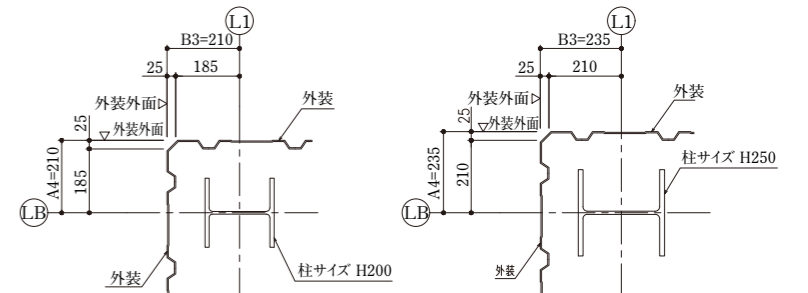 L1
B3=210
25 185
外装外面
外装
25
外装外面
A4=210
185
LB
外装
柱サイズ H200
L1
B3=235
25 210
外装外面
外装
25
外装外面
A4=235
210
柱サイズ H250
LB
外装